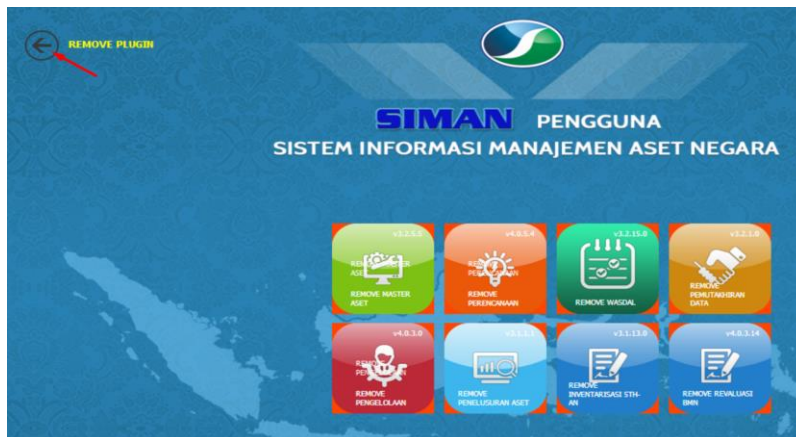 REMOVE PLUGIN
SIMAN PENGGUNA
SISTEM INFORMASI MANAJEMEN ASET NEGARA
v3.2.5.5
REMOVE MASTER
ASET
v4.0.5.4
REMOVE
PERENCANAAN
v3.2.15.0
REMOVE WASDAL
v3.2.1.0
REMOVE
PEMUTAKHIRAN
DATA
v4.0.3.0
REMOVE
PENGELOLAAN
REMOVE
PENELUSURAN ASET
v3.1.13.0
REMOVE
INVENTARISASI 5TH-
AN
v4.0.3.14
REMOVE REVALUASI
BMN